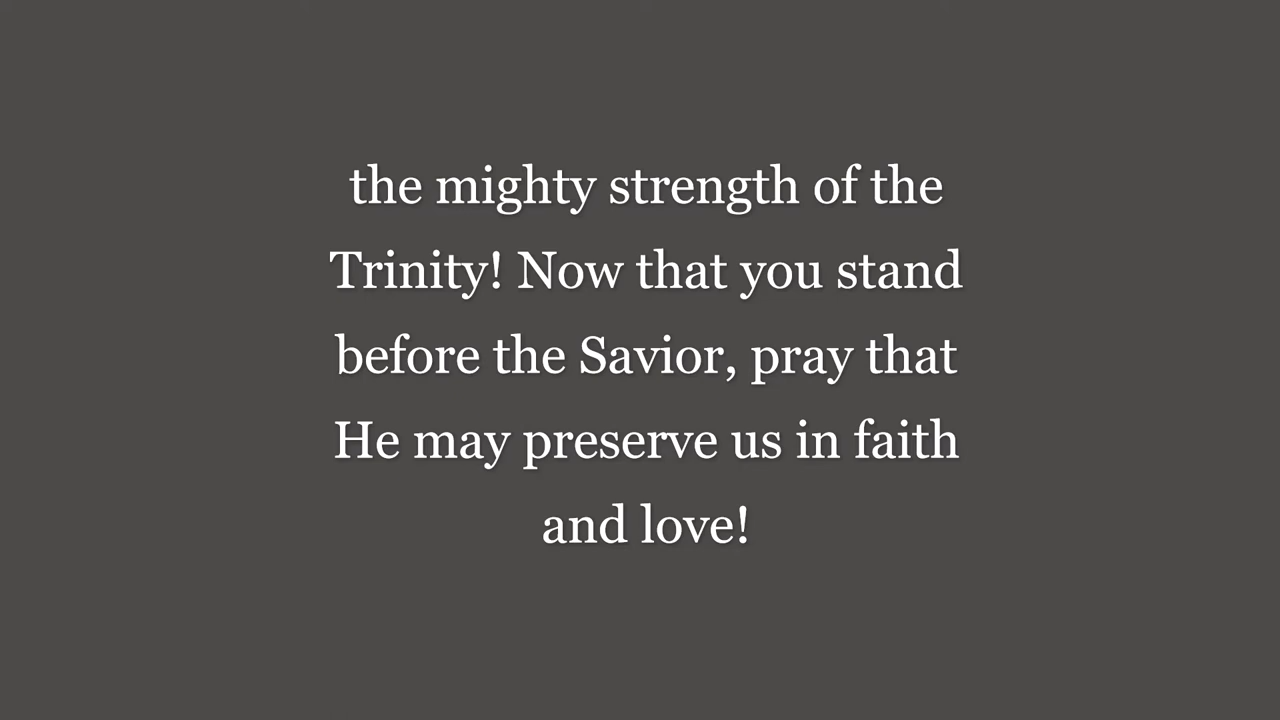 the mighty strength of the
Trinity! Now that you stand
before the Savior, pray that
He may preserve us in faith
and love!